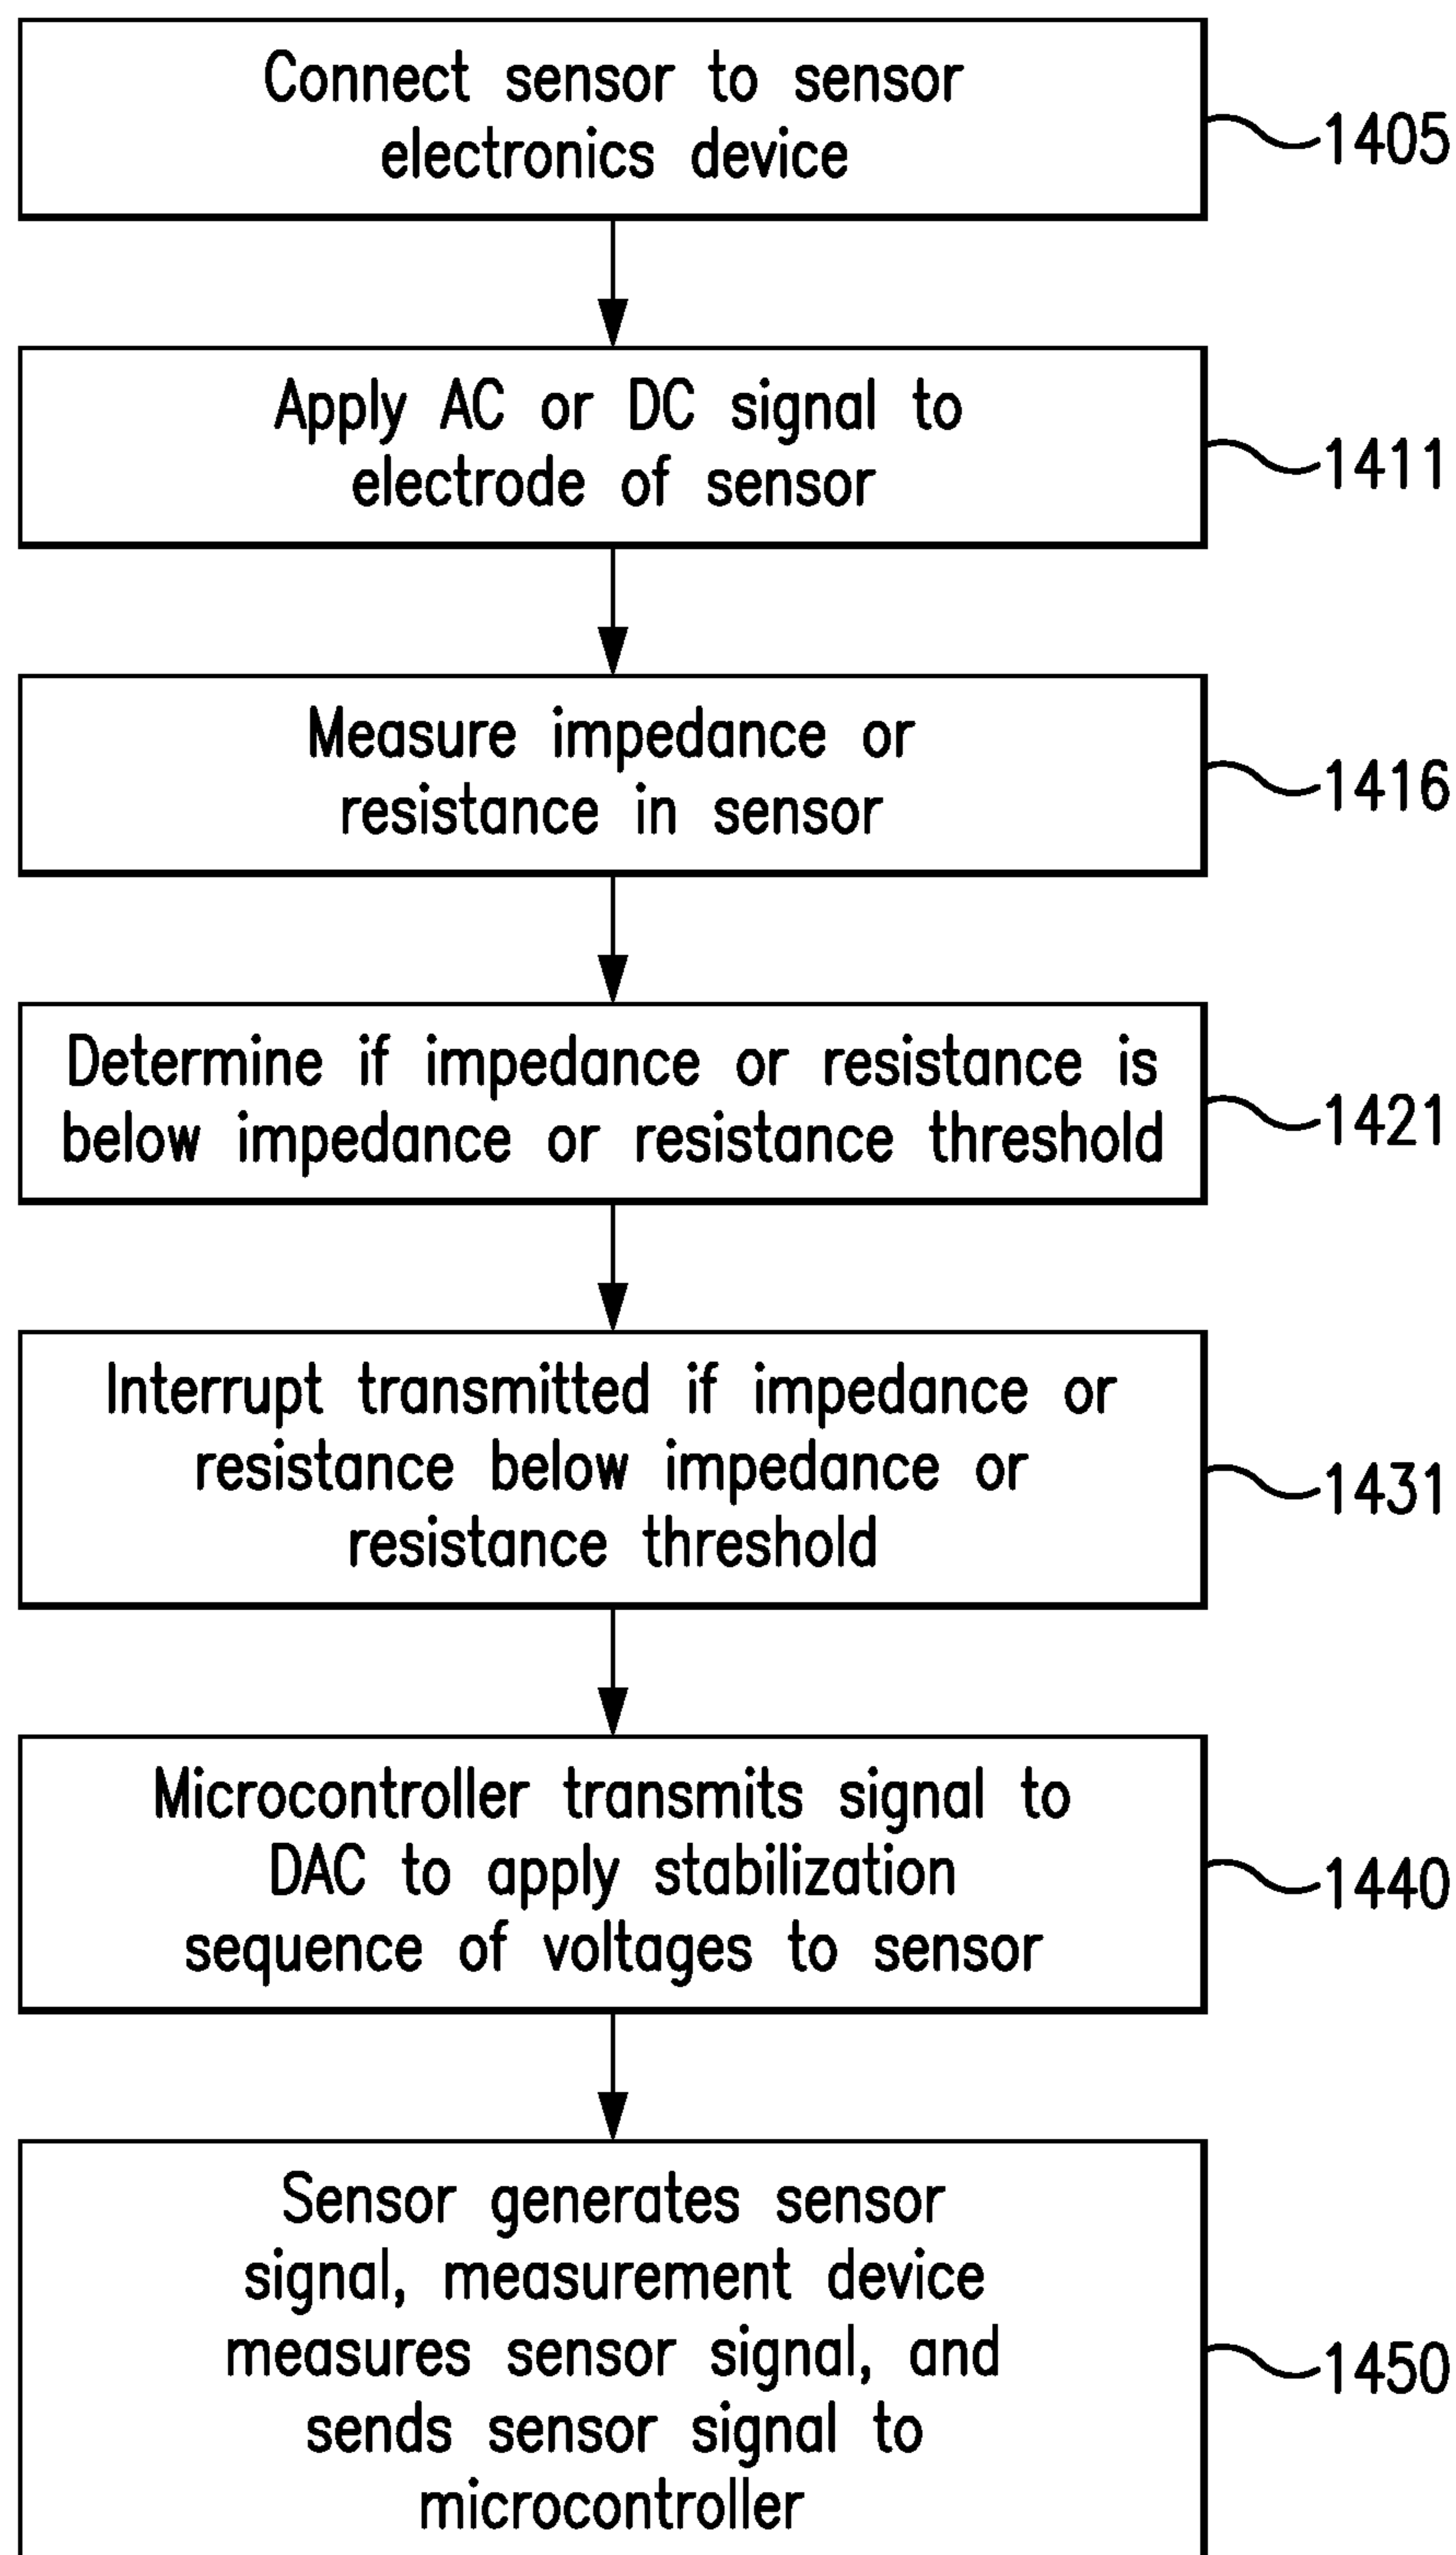 Connect sensor to sensor
electronics device
1405
Apply AC or DC signal to
electrode of sensor
1411
Measure impedance or
resistance in sensor
1416
Determine if impedance or resistance is
below impedance or resistance threshold
1421
Interrupt transmitted if impedance or
resistance below impedance or
resistance threshold
1431
Microcontroller transmits signal to
DAC to apply stabilization
sequence of voltages to sensor
1440
Sensor generates sensor
signal, measurement device
measures sensor signal, and
sends sensor signal to
microcontroller
1450